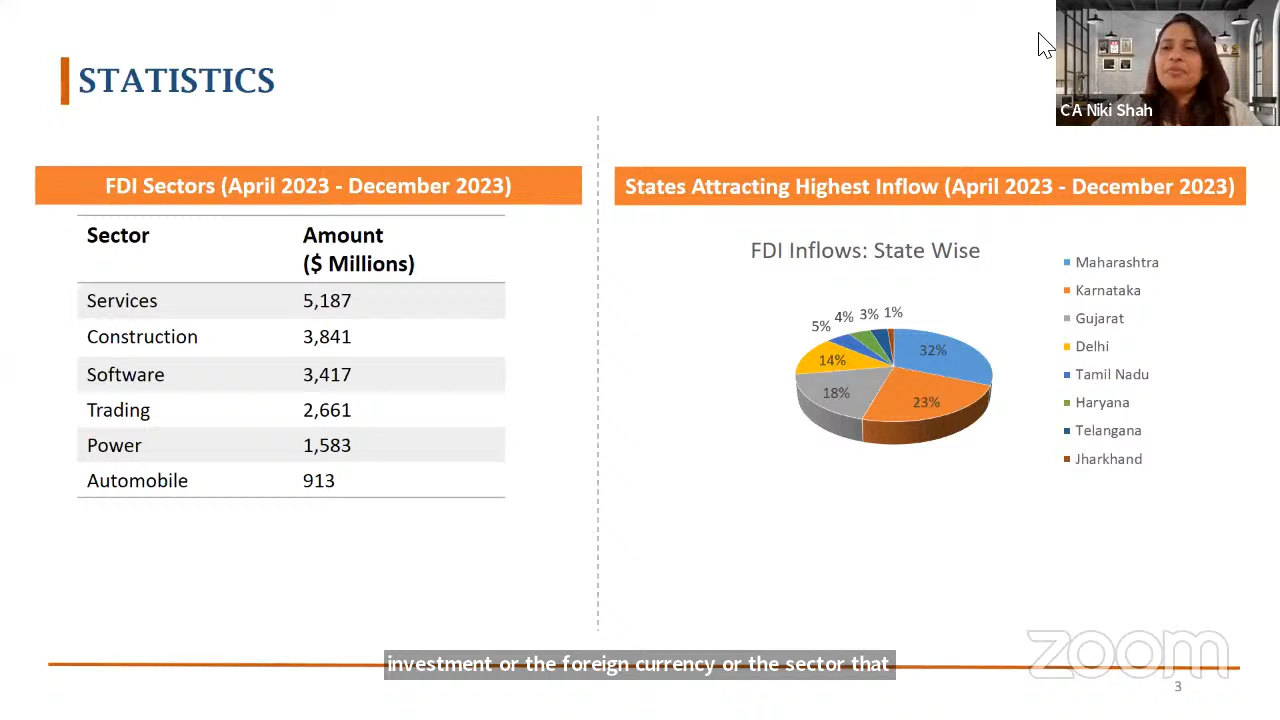 STATISTICS
CA Niki Shah
FDI Sectors (April 2023 - December 2023)
Sector Amount
($ Millions)
Services 5,187
Construction 3,841
Software 3,417
Trading 2,661
Power 1,583
Automobile 913
States Attracting Highest Inflow (April 2023 - December 2023)
FDI Inflows: State Wise
5% 4% 3% 1%
32%
14%
18%
23%
Maharashtra
Karnataka
Gujarat
Delhi
Tamil Nadu
Haryana
Telangana
Jharkhand
investment or the foreign currency or the sector that
zoom
3